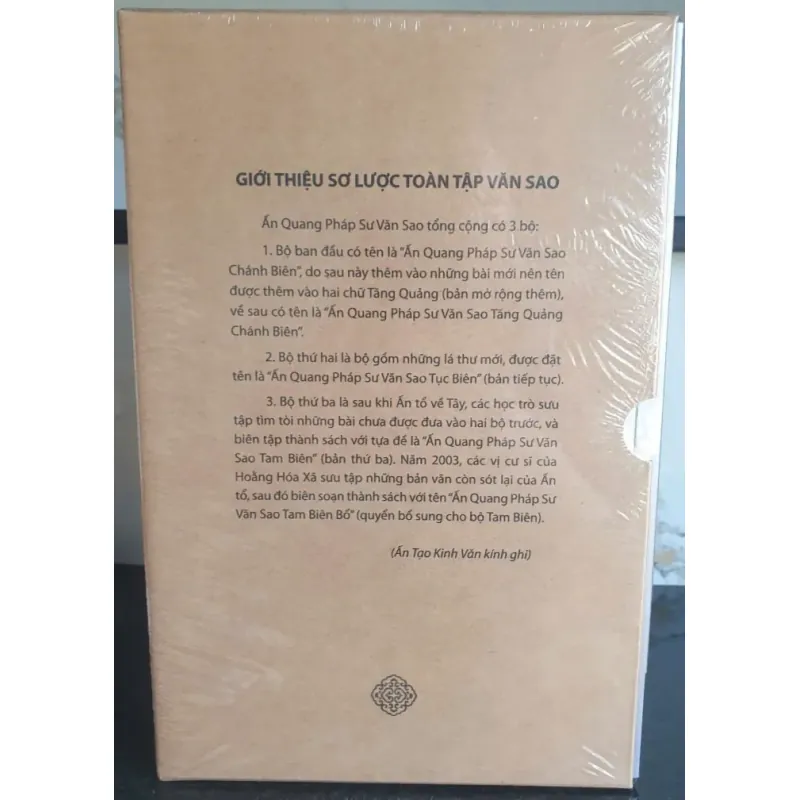 GIỚI THIỆU SƠ LƯỢC TOÀN TẬP VĂN SAO
Ấn Quang Pháp Sư Văn Sao tổng cộng có 3 bộ:
1. Bộ ban đầu có tên là “Ấn Quang Pháp Sư Văn Sao
Chánh Biên”, do sau này thêm vào những bài mới nên tên
được thêm vào hai chữ Tăng Quảng (bản mở rộng thêm),
về sau có tên là “Ấn Quang Pháp Sư Văn Sao Tăng Quảng
Chánh Biên”.
2. Bộ thứ hai là bộ gồm những lá thư mới, được đặt
tên là “Ấn Quang Pháp Sư Văn Sao Tục Biên” (bản tiếp tục).
3. Bộ thứ ba là sau khi Ấn tổ về Tây, các học trò sưu
tập tìm tòi những bài chưa được đưa vào hai bộ trước, và
biên tập thành sách với tựa đề là “Ấn Quang Pháp Sư Văn
Sao Tam Biên” (bản thứ ba). Năm 2003, các vị cư sĩ của
Hoằng Hóa Xã sưu tập những bản văn còn sót lại của Ấn
tổ, sau đó biên soạn thành sách với tên “Ấn Quang Pháp Sư
Văn Sao Tam Biên Bổ” (quyển bổ sung cho bộ Tam Biên).
(Ấn Tạo Kinh Văn kính ghi)